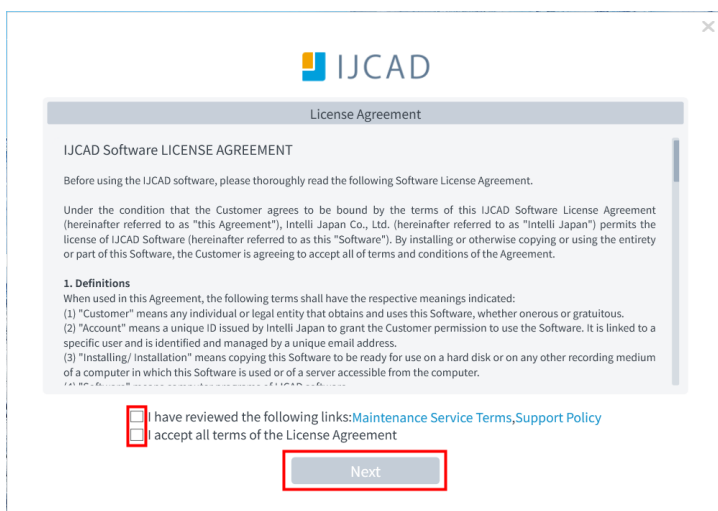 IJCAD
License Agreement
IJCAD Software LICENSE AGREEMENT
Before using the IJCAD software, please thoroughly read the following Software License Agreement.
Under the condition that the Customer agrees to be bound by the terms of this IJCAD Software License Agreement
(hereinafter referred to as "this Agreement"), Intelli Japan Co., Ltd. (hereinafter referred to as "Intelli Japan") permits the
license of IJCAD Software (hereinafter referred to as this "Software"). By installing or otherwise copying or using the entirety
or part of this Software, the Customer is agreeing to accept all of terms and conditions of the Agreement.
1. Definitions
When used in this Agreement, the following terms shall have the respective meanings indicated:
(1) "Customer" means any individual or legal entity that obtains and uses this Software, whether onerous or gratuitous.
(2) "Account" means a unique ID issued by Intelli Japan to grant the Customer permission to use the Software. It is linked to a
specific user and is identified and managed by a unique email address.
(3) "Installing/ Installation" means copying this Software to be ready for use on a hard disk or on any other recording medium
of a computer in which this Software is used or of a server accessible from the computer.
I have reviewed the following links:Maintenance Service Terms,Support Policy
I accept all terms of the License Agreement
Next